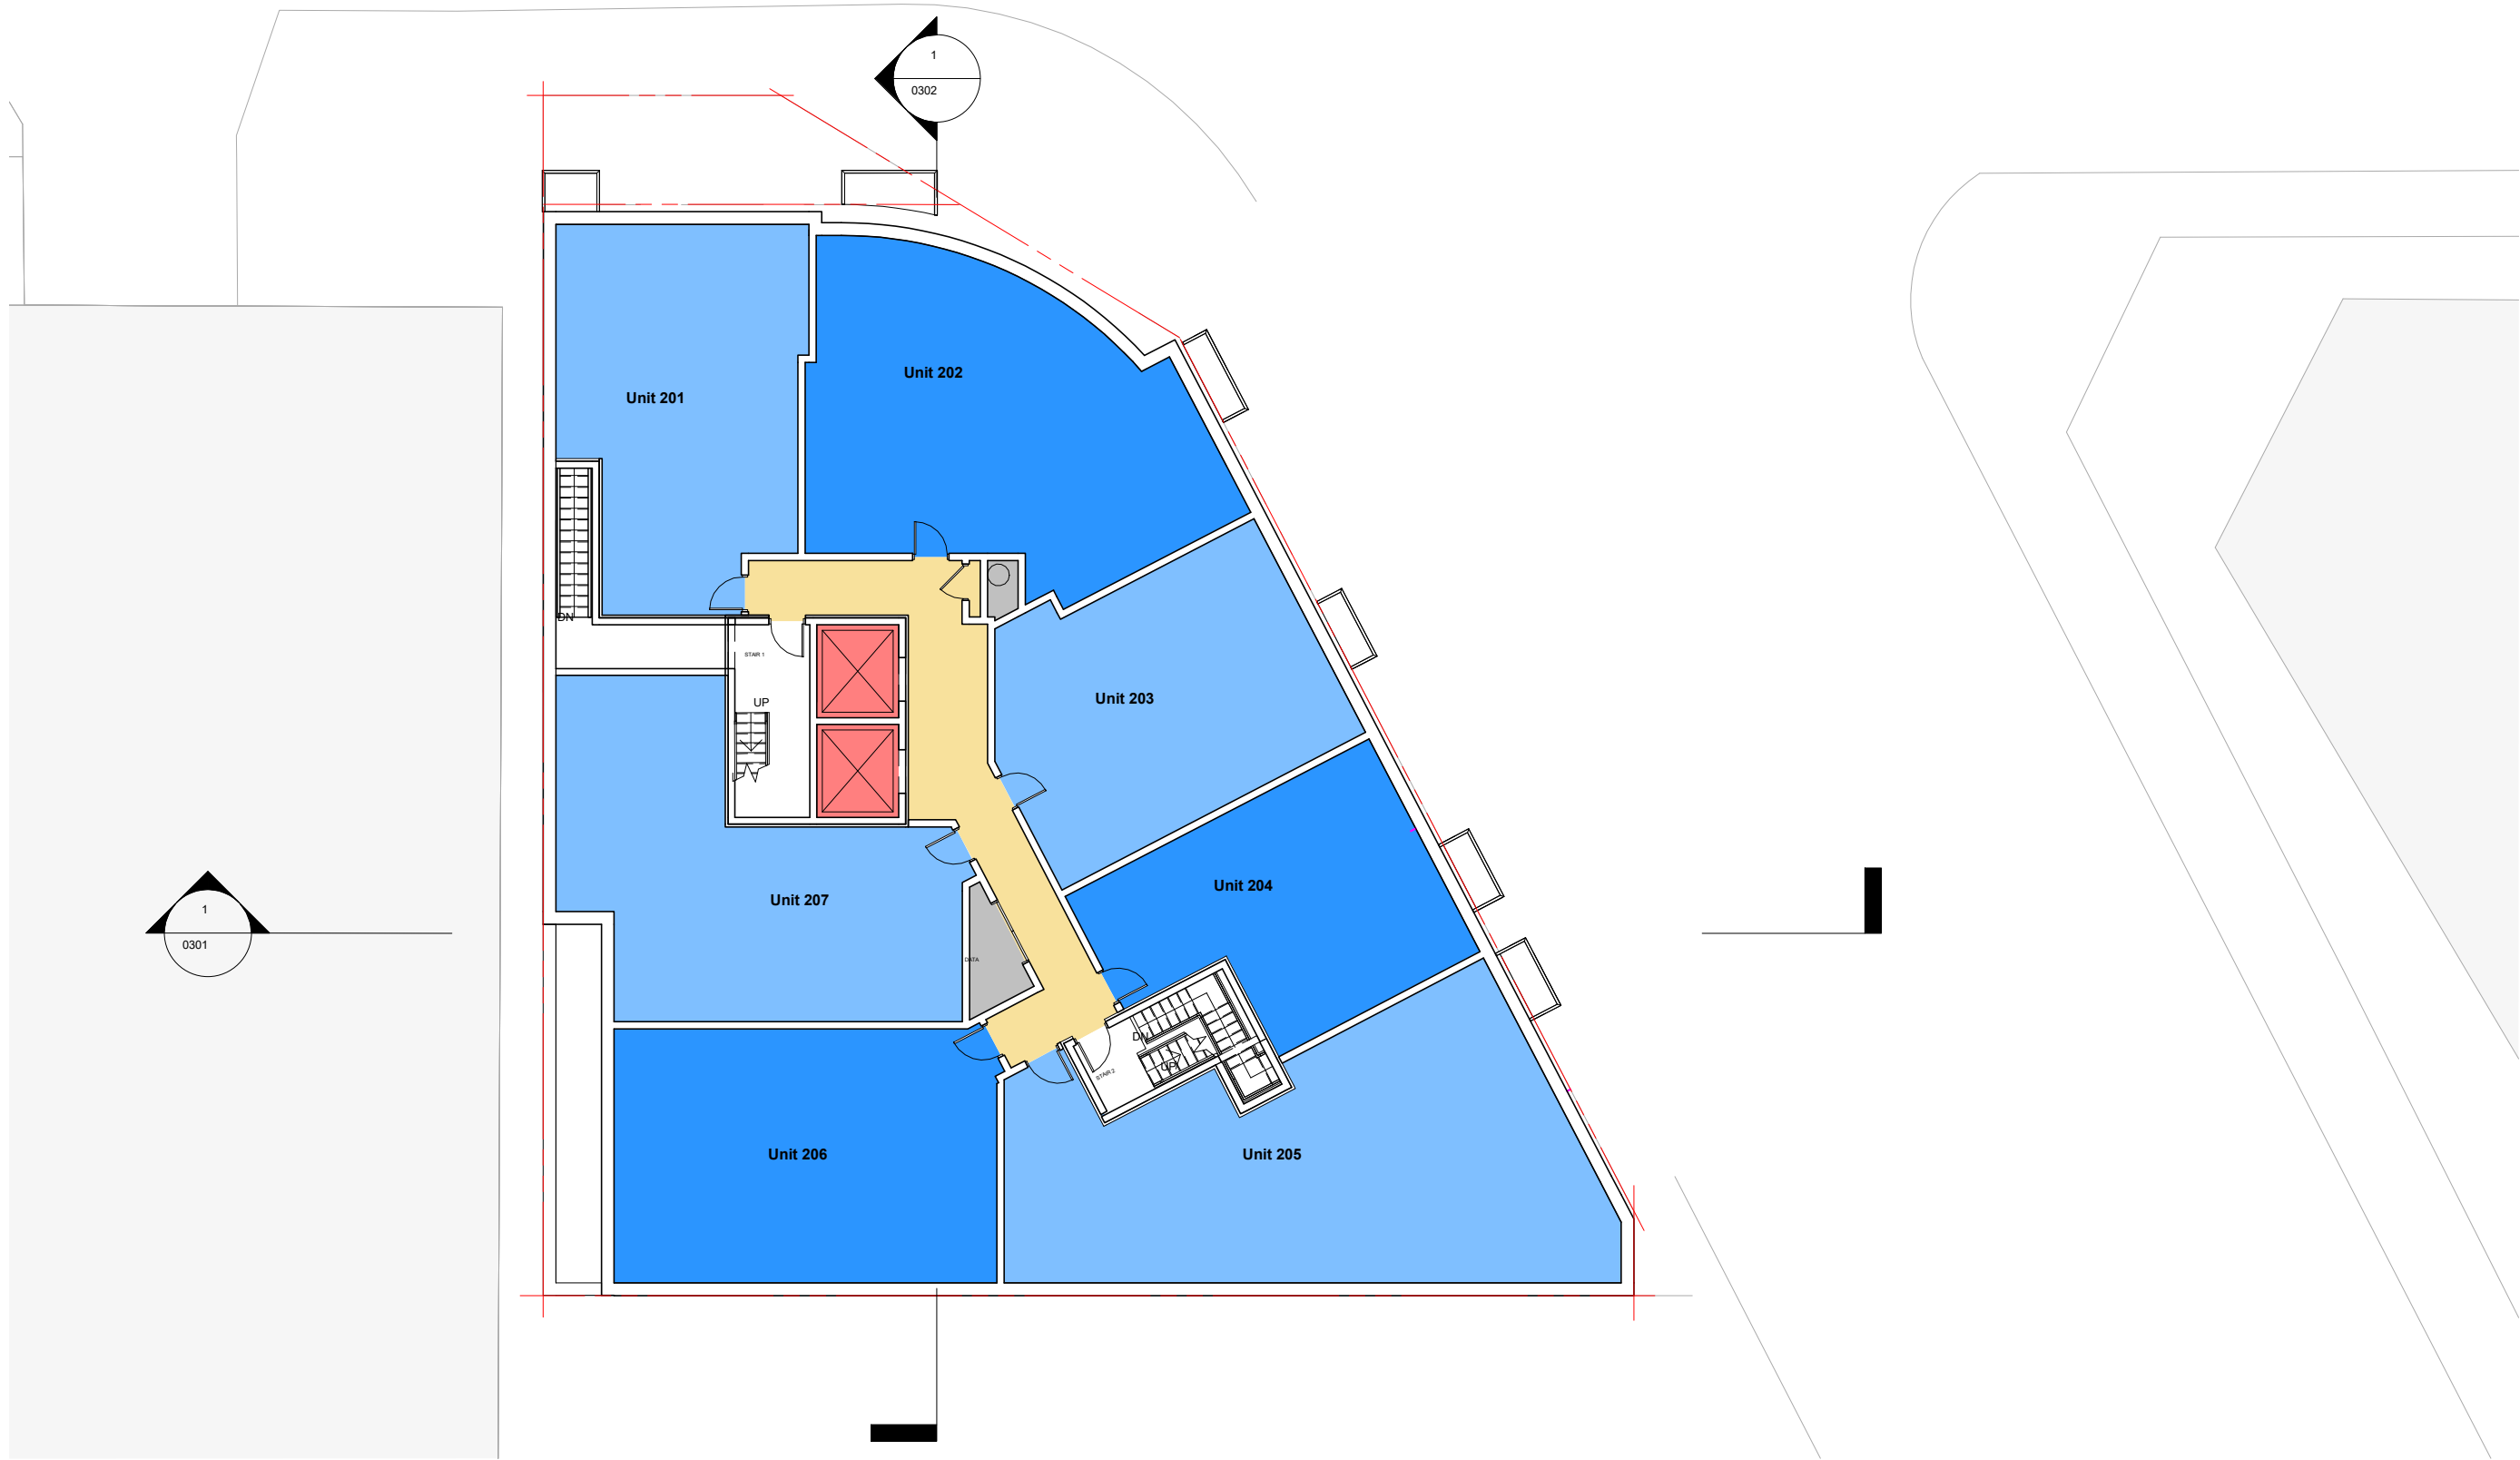 1
0302
Unit 202
Unit 201
DN
STAIR 1
UP
Unit 203
Unit 204
Unit 207
1
0301
DATA
DN
UP
STAIR 2
Unit 206
Unit 205